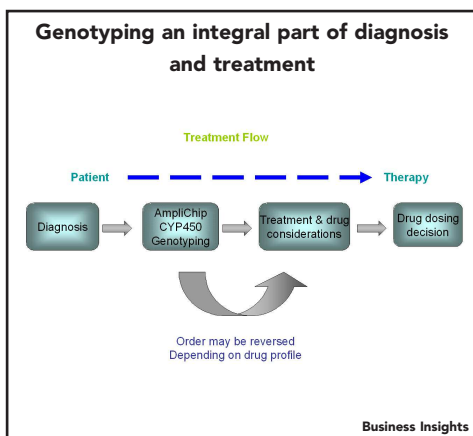 Genotyping an integral part of diagnosis
and treatment
Treatment Flow
Patient
Therapy
Diagnosis
AmpliChip
CYP450
Genotyping
Treatment & drug
considerations
Drug dosing
decision
Order may be reversed
Depending on drug profile
Business Insights